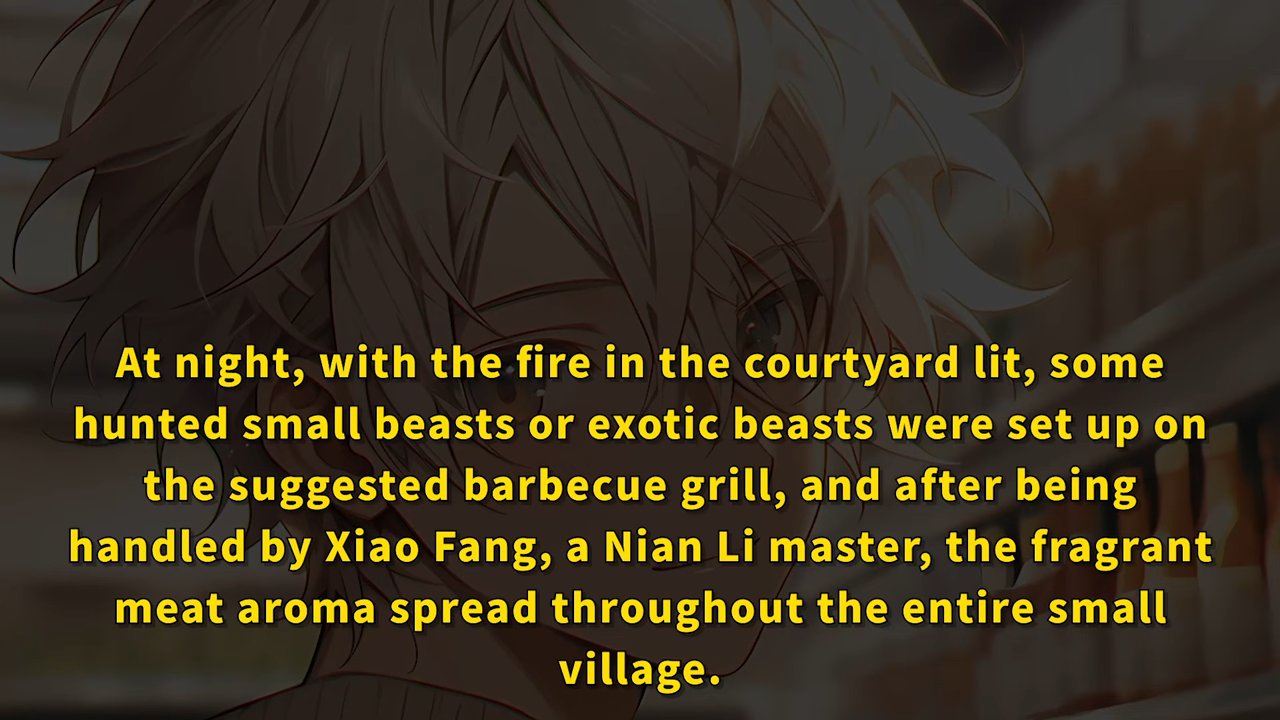 At night, with the fire in the courtyard lit, some
hunted small beasts or exotic beasts were set up on
the suggested barbecue grill, and after being
handled by Xiao Fang, a Nian Li master, the fragrant
meat aroma spread throughout the entire small
village.